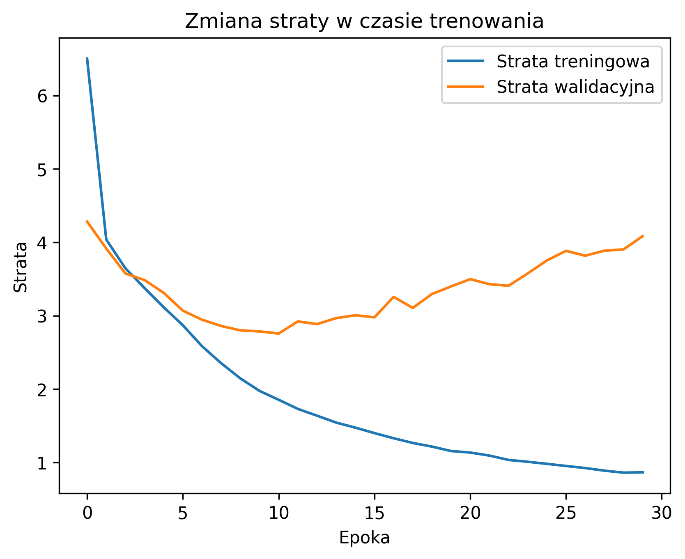 Zmiana straty w czasie trenowania
Strata treningowa
Strata walidacyjna
Strata
6
5
4
3
2
1
0 5 10 15 20 25 30
Epoka